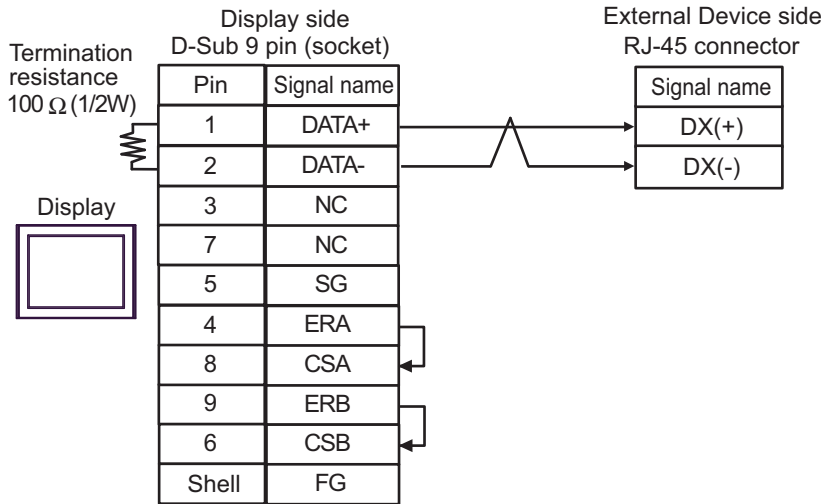 Display side
D-Sub 9 pin (socket)
External Device side
RJ-45 connector
Termination
resistance
100 Ω (1/2W)
Pin Signal name
Signal name
1 DATA+
DX(+)
2 DATA-
DX(-)
Display
3 NC
7 NC
5 SG
4 ERA
8 CSA
9 ERB
6 CSB
Shell FG